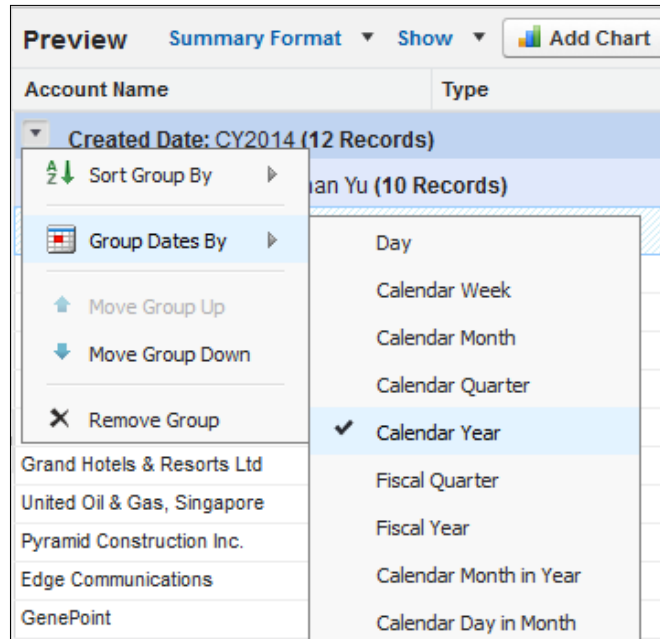 Preview Summary Format Show Add Chart
Account Name Type
Created Date: CY2014 (12 Records)
Sort Group By
Yu (10 Records)
Group Dates By
Move Group Up
Move Group Down
Remove Group
Day
Calendar Week
Calendar Month
Calendar Quarter
Calendar Year
Fiscal Quarter
Fiscal Year
Calendar Month in Year
Calendar Day in Month
Grand Hotels & Resorts Ltd
United Oil & Gas, Singapore
Pyramid Construction Inc.
Edge Communications
GenePoint